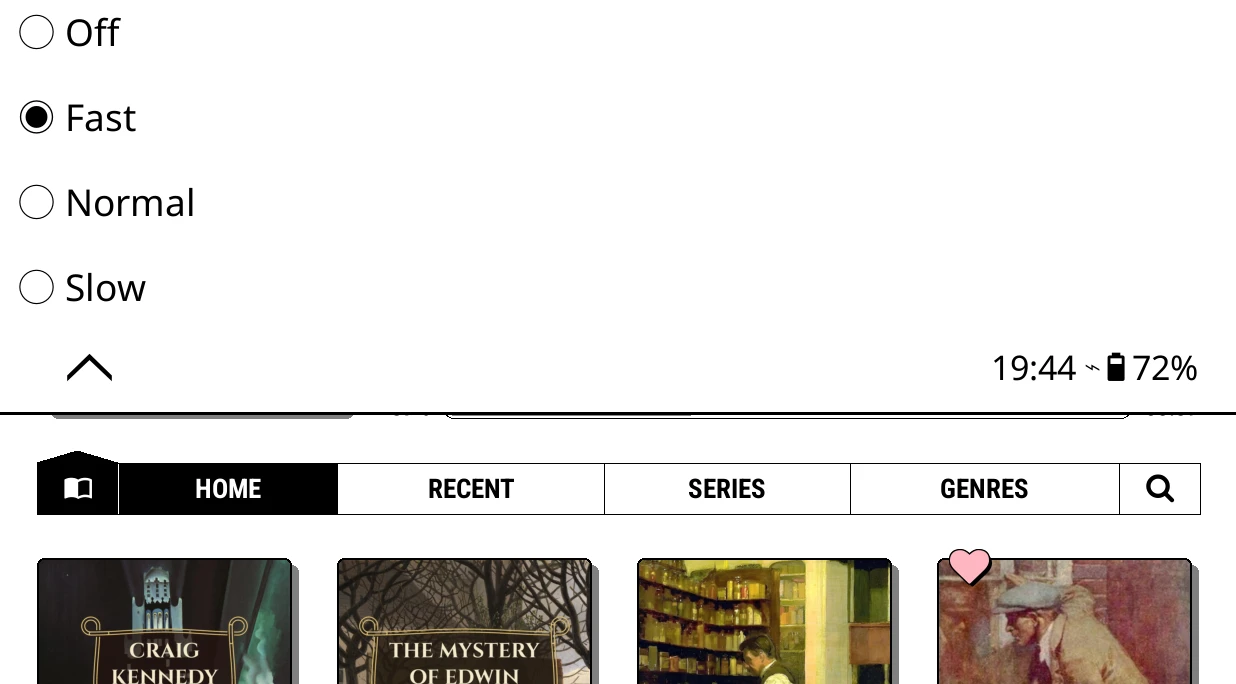 Off
Fast
Normal
Slow
19:44 72%
HOME RECENT SERIES GENRES
CRAIG
KENNEDY
THE MYSTERY
OF EDWIN